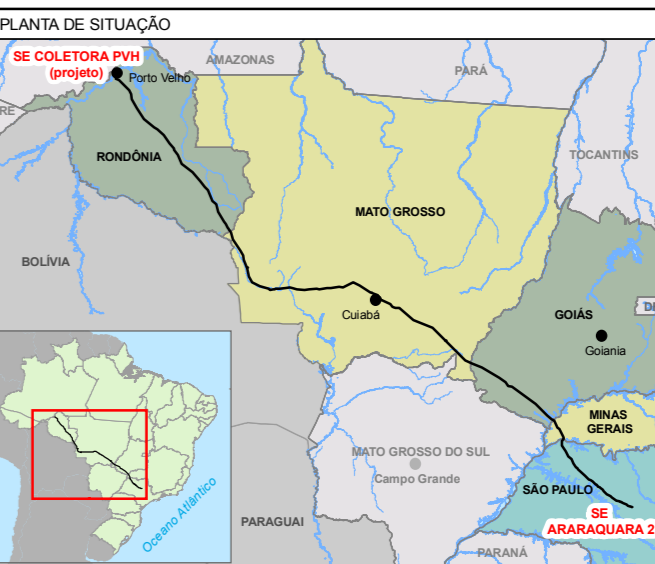 PLANTA DE SITUAÇÃO
SE COLETORA PVH
(projeto)
Porto Velho
AMAZONAS
PARÁ
RE
RONDÔNIA
TOCANTINS
MATO GROSSO
BOLÍVIA
Cuiabá
GOIÁS
Goiania
MINAS
GERAIS
MATO GROSSO DO SUL
Campo Grande
SÃO PAULO
SE
ARARAQUARA 2
PARAGUAI
PARANÁ
Oceano Atlântico